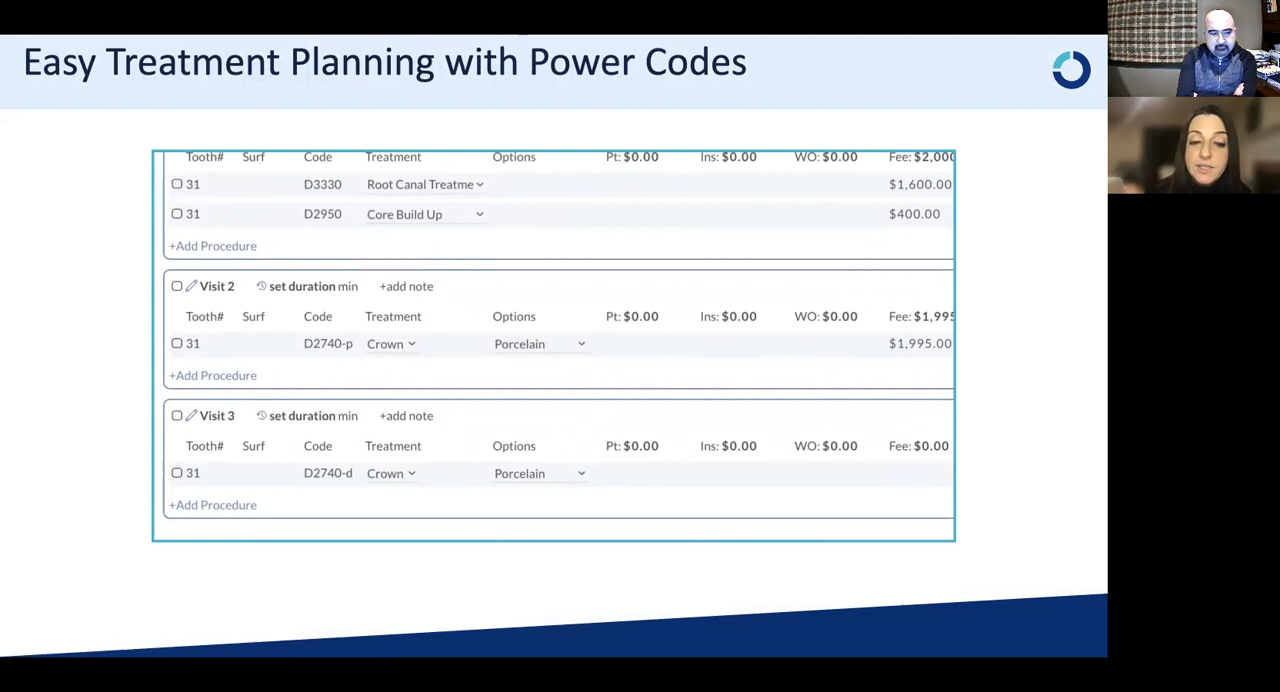 Easy Treatment Planning with Power Codes
Tooth# Surf Code Treatment Options Pt: $0.00 Ins: $0.00 WO: $0.00 Fee: $2,000
31 D3330 Root Canal Treatme $1,600.00
31 D2950 Core Build Up $400.00
+Add Procedure
Visit 2 set duration min +add note
Tooth# Surf Code Treatment Options Pt: $0.00 Ins: $0.00 WO: $0.00 Fee: $1,995
31 D2740-p Crown Porcelain $1,995.00
+Add Procedure
Visit 3 set duration min +add note
Tooth# Surf Code Treatment Options Pt: $0.00 Ins: $0.00 WO: $0.00 Fee: $0.00
31 D2740-d Crown Porcelain
+Add Procedure